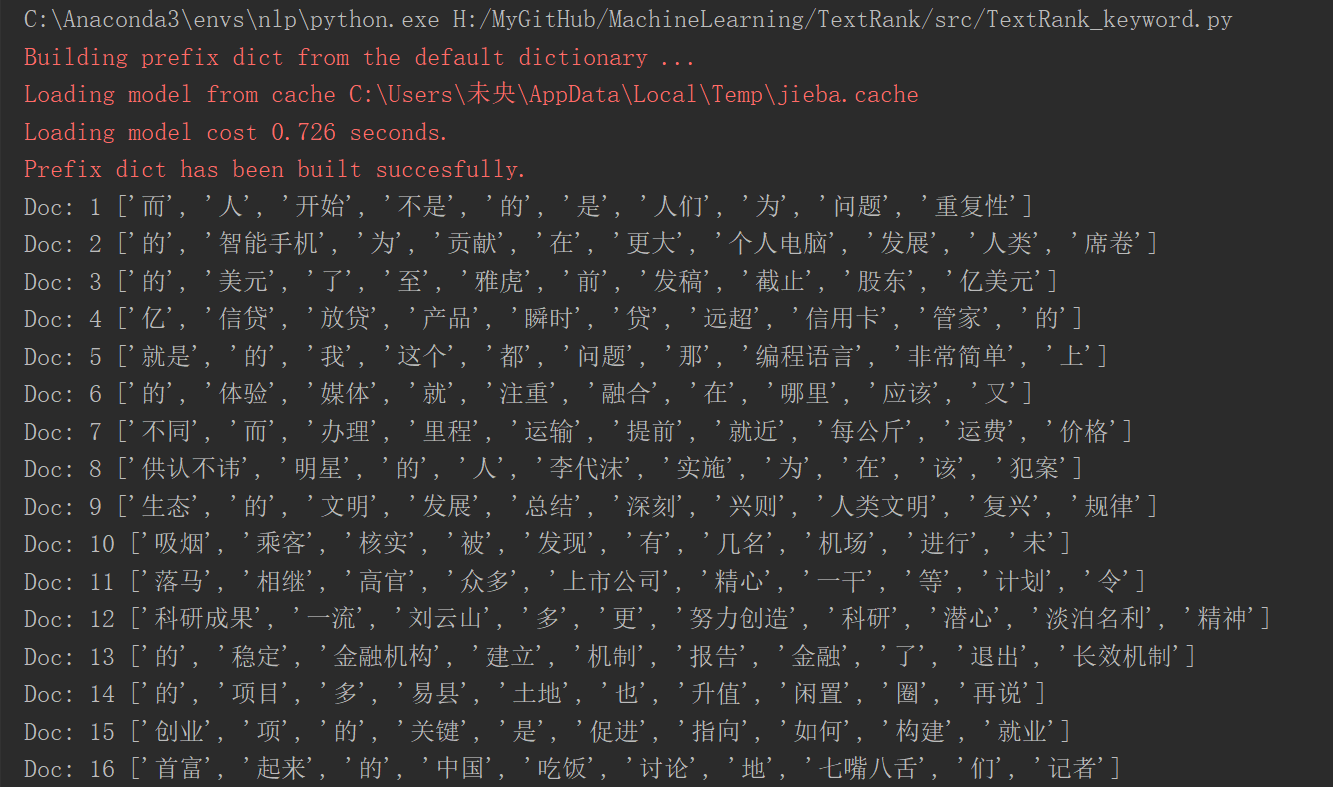 C:\Anaconda3\envs\nlp\python.exe H:/MyGitHub/MachineLearning/TextRank/src/TextRank_keyword.py
Building prefix dict from the default dictionary ...
Loading model from cache C:\Users\未央\AppData\Local\Temp\jieba.cache
Loading model cost 0.726 seconds.
Prefix dict has been built succesfully.
Doc: 1 ['而', '人', '开始', '不是', '的', '是', '人们', '为', '问题', '重复性']
Doc: 2 ['的', '智能手机', '为', '贡献', '在', '更大', '个人电脑', '发展', '人类', '席卷']
Doc: 3 ['的', '美元', '了', '至', '雅虎', '前', '发稿', '截止', '股东', '亿美元']
Doc: 4 ['亿', '信贷', '放贷', '产品', '瞬时', '贷', '远超', '信用卡', '管家', '的']
Doc: 5 ['就是', '的', '我', '这个', '都', '问题', '那', '编程语言', '非常简单', '上']
Doc: 6 ['的', '体验', '媒体', '就', '注重', '融合', '在', '哪里', '应该', '又']
Doc: 7 ['不同', '而', '办理', '里程', '运输', '提前', '就近', '每公斤', '运费', '价格']
Doc: 8 ['供认不讳', '明星', '的', '人', '李代沫', '实施', '为', '在', '该', '犯案']
Doc: 9 ['生态', '的', '文明', '发展', '总结', '深刻', '兴则', '人类文明', '复兴', '规律']
Doc: 10 ['吸烟', '乘客', '核实', '被', '发现', '有', '几名', '机场', '进行', '未']
Doc: 11 ['落马', '相继', '高官', '众多', '上市公司', '精心', '一干', '等', '计划', '令']
Doc: 12 ['科研成果', '一流', '刘云山', '多', '更', '努力创造', '科研', '潜心', '淡泊名利', '精神']
Doc: 13 ['的', '稳定', '金融机构', '建立', '机制', '报告', '金融', '了', '退出', '长效机制']
Doc: 14 ['的', '项目', '多', '易县', '土地', '也', '升值', '闲置', '圈', '再说']
Doc: 15 ['创业', '项', '的', '关键', '是', '促进', '指向', '如何', '构建', '就业']
Doc: 16 ['首富', '起来', '的', '中国', '吃饭', '讨论', '地', '七嘴八舌', '们', '记者']